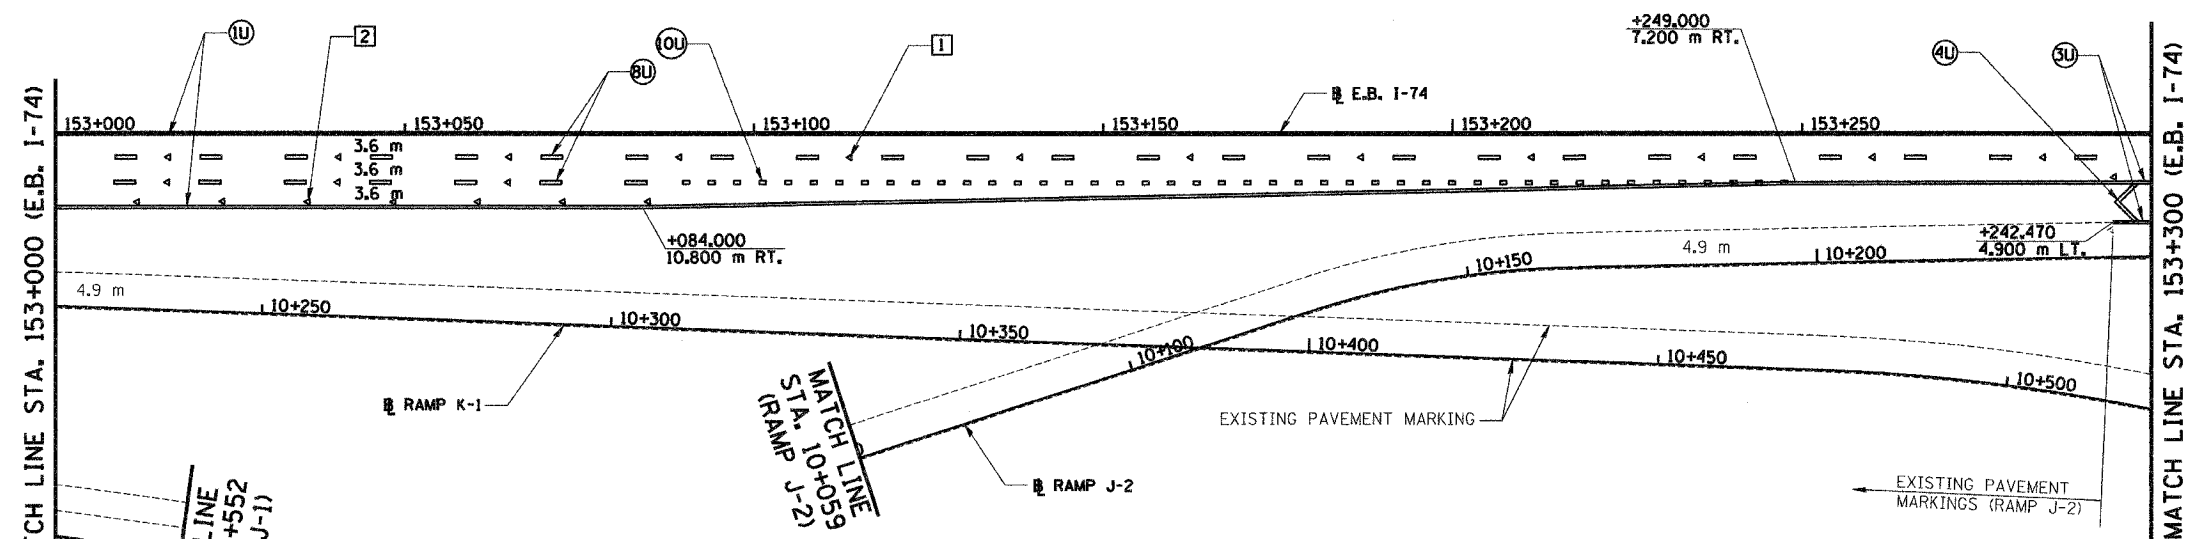 1U
2
10U
8U
1
+249.000
7.200 m RT.
4U
3U
℄ E.B. I-74
153+000
153+050
153+100
153+150
153+200
153+250
3.6 m
3.6 m
3.6 m
+084.000
10.800 m RT.
+242.470
4.900 m LT.
4.9 m
4.9 m
10+150
10+200
10+250
10+300
10+350
10+100
10+400
10+450
10+500
℄ RAMP K-1
MATCH LINE
STA. 10+059
(RAMP J-2)
EXISTING PAVEMENT MARKING
℄ RAMP J-2
EXISTING PAVEMENT
MARKINGS (RAMP J-2)
LINE
+552
J-1)
TCH LINE STA. 153+000 (E.B. I-74)
MATCH LINE STA. 153+300 (E.B. I-74)